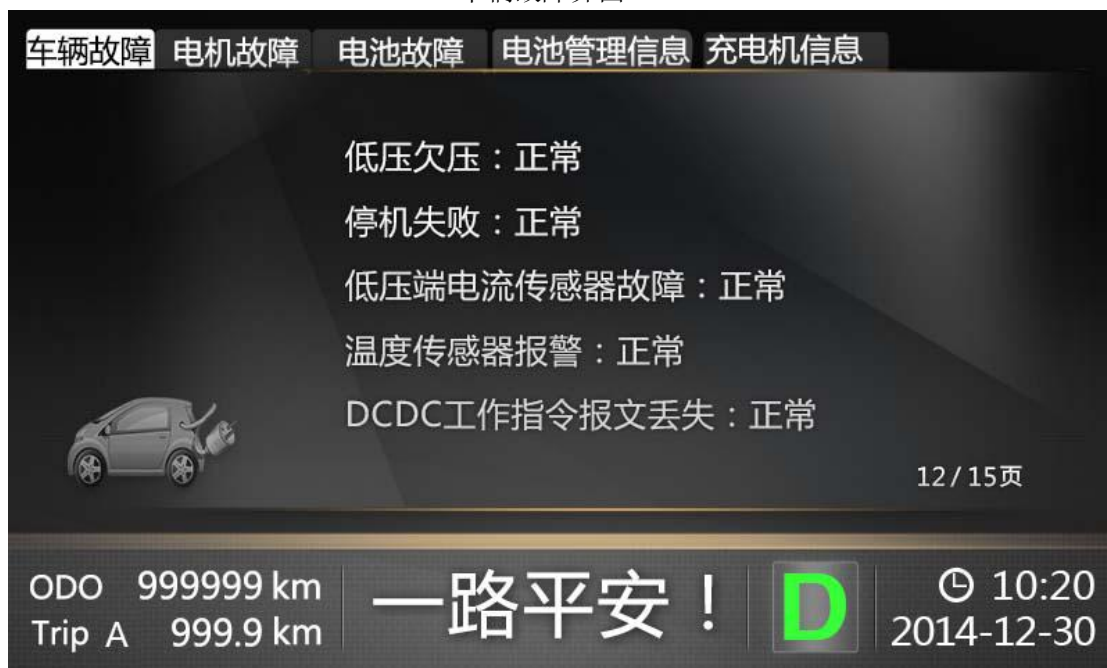 车辆故障 电机故障 电池故障 电池管理信息 充电机信息
低压欠压：正常
停机失败：正常
低压端电流传感器故障：正常
温度传感器报警：正常
DCDC工作指令报文丢失：正常
12/15页
ODO 999999 km
Trip A 999.9 km
一路平安！
D
10:20
2014-12-30